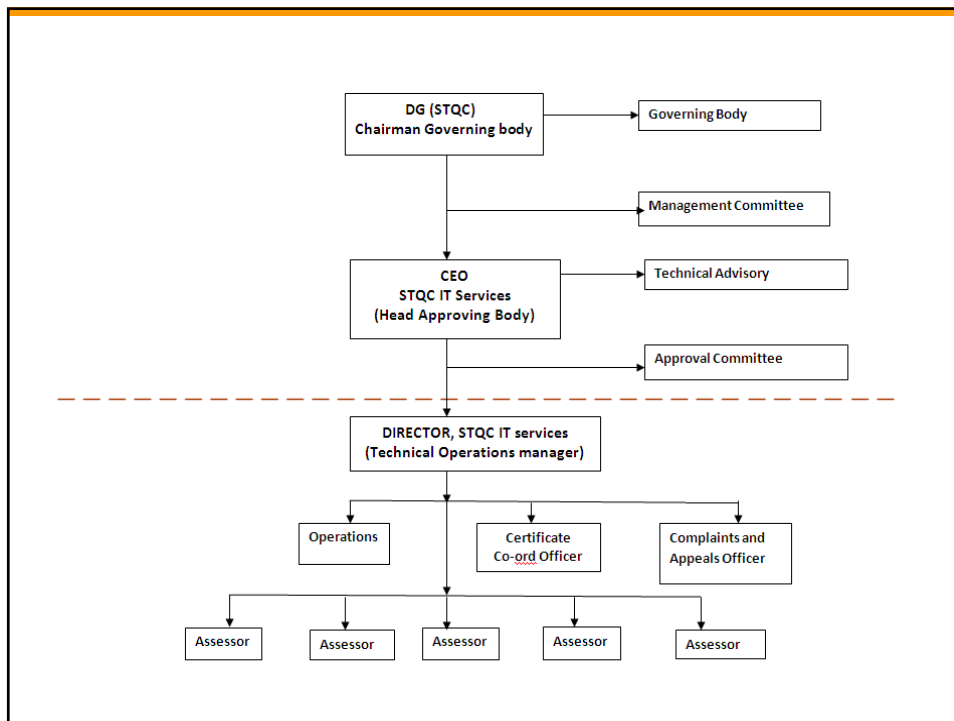 DG (STQC)
Chairman Governing body
Governing Body
Management Committee
CEO
STQC IT Services
(Head Approving Body)
Technical Advisory
Approval Committee
DIRECTOR, STQC IT services
(Technical Operations manager)
Operations
Certificate
Co-ord Officer
Complaints and
Appeals Officer
Assessor
Assessor
Assessor
Assessor
Assessor